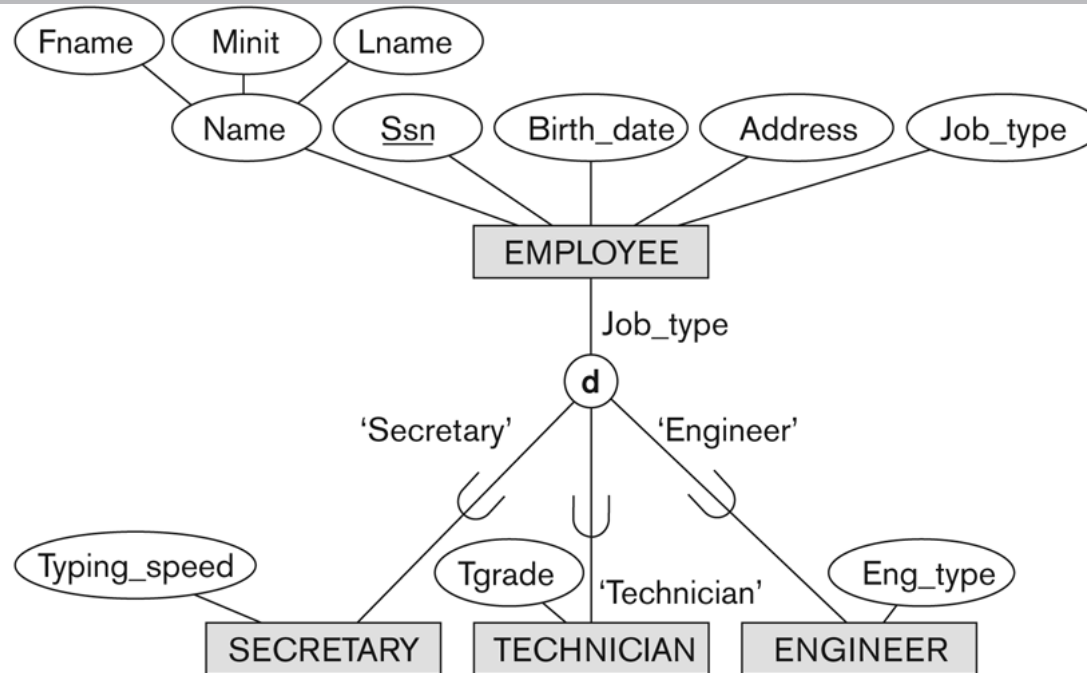 Fname Minit Lname
Name Ssn Birth_date Address Job_type
EMPLOYEE
Job_type
d
‘Secretary’ ‘Engineer’
Typing_speed Tgrade Eng_type
‘Technician’
SECRETARY TECHNICIAN ENGINEER